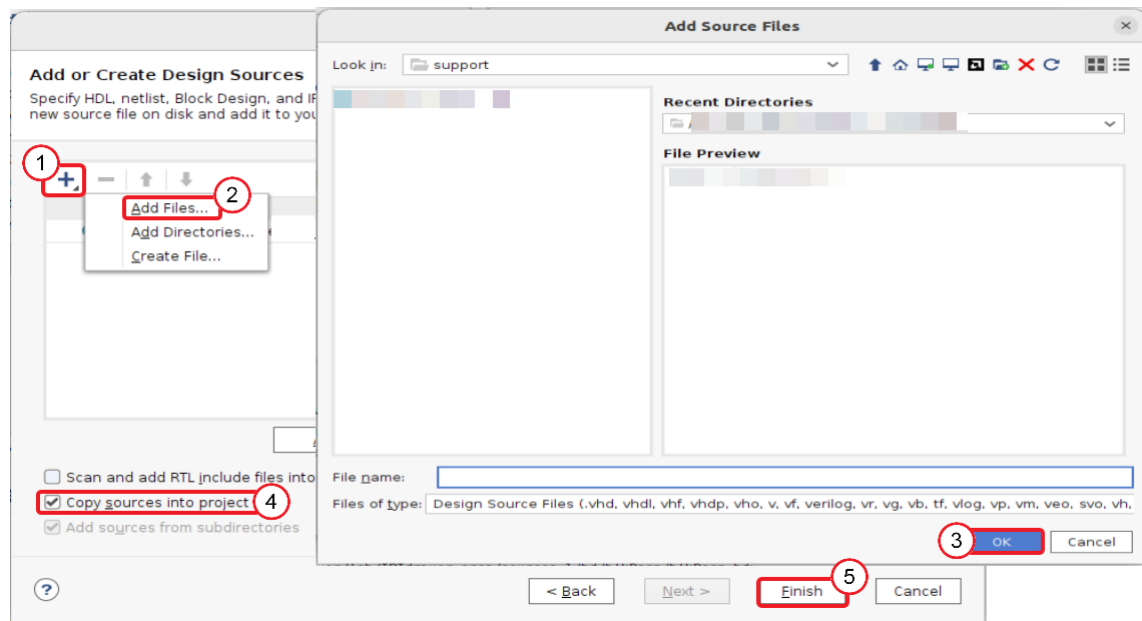 Add Source Files
Look in:
support
Add or Create Design Sources
Specify HDL, netlist, Block Design, and
new source file on disk and add it to
Recent Directories
File Preview
1
2
Add Files...
Add Directories...
Create File...
Scan and add RTL include files into
Copy sources into project
4
Add sources from subdirectories
File name:
Files of type:
Design Source Files (.vhd, vhdl, vhf, vhdp, vho, v, vf, verilog, vr, vg, vb, tf, vlog, vp, vm, veo, svo, vh,
3
OK
Cancel
?
< Back
Next >
5
Finish
Cancel